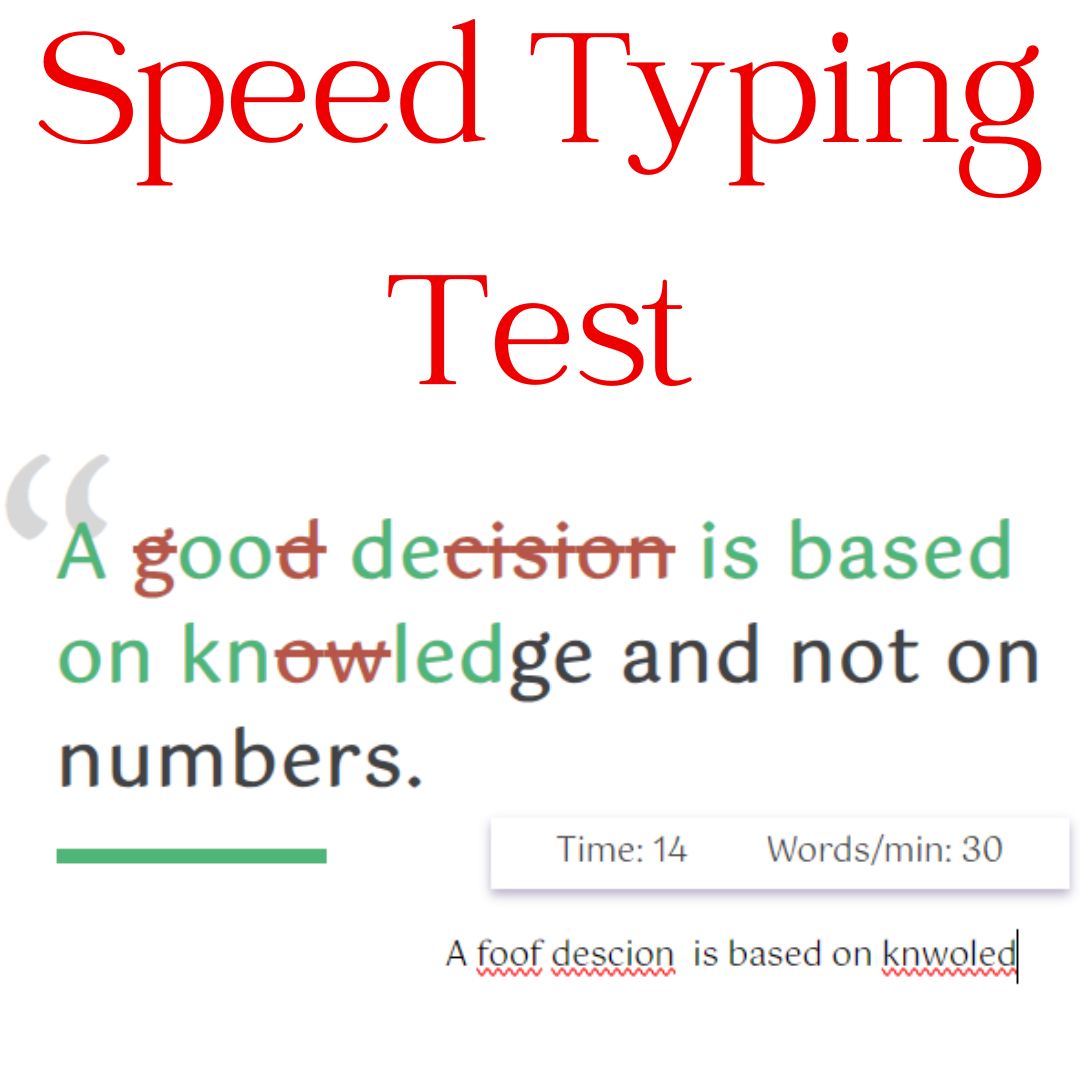 Speed Typing
Test
“
A good decision is based
on knowledge and not on
numbers.
Time: 14 Words/min: 30
A foof descion  is based on knwoled